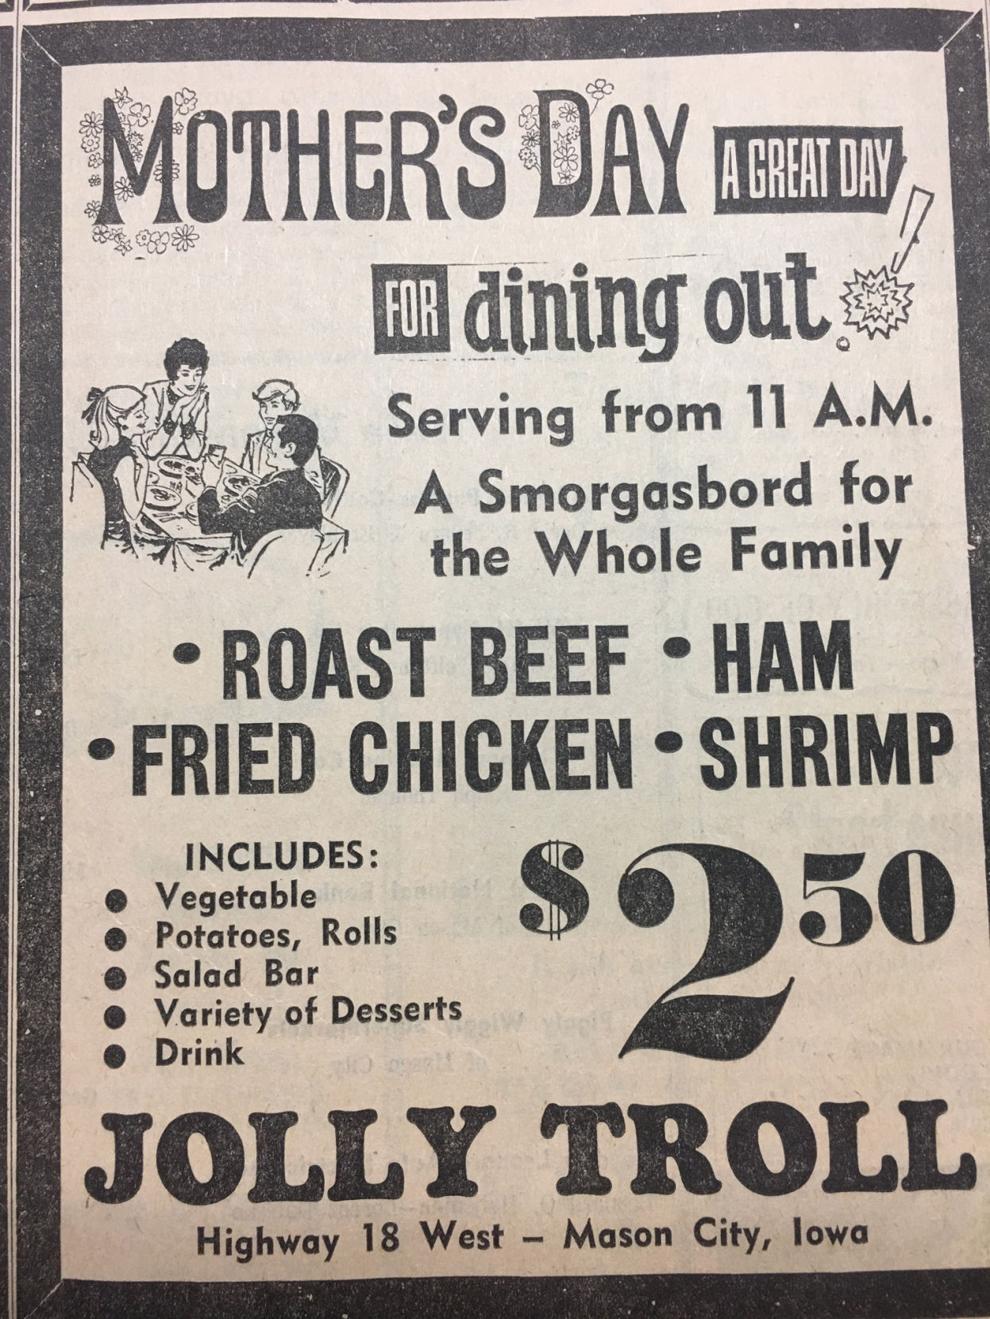 MOTHER'S DAY A GREAT DAY
FOR dining out!
Serving from 11 A.M.
A Smorgasbord for
the Whole Family
• ROAST BEEF • HAM
• FRIED CHICKEN • SHRIMP
INCLUDES:
● Vegetable
● Potatoes, Rolls
● Salad Bar
● Variety of Desserts
● Drink
$2.50
JOLLY TROLL
Highway 18 West – Mason City, Iowa